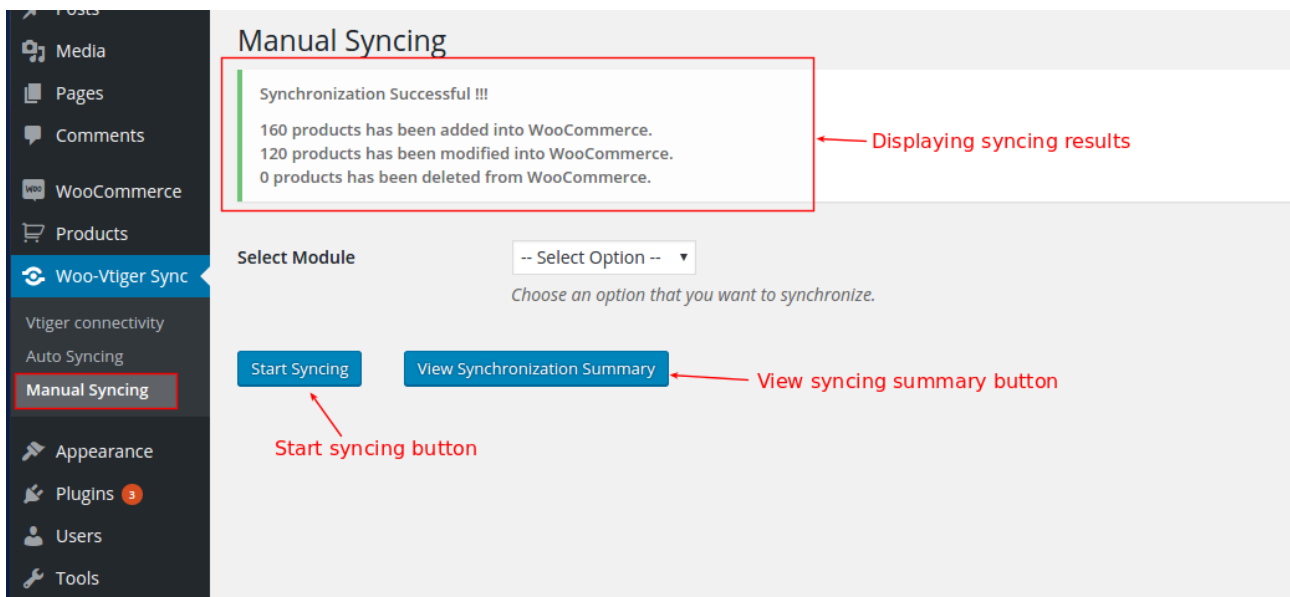 Posts
Media
Pages
Comments
WOO WooCommerce
Products
Woo-Vtiger Sync
Vtiger connectivity
Auto Syncing
Manual Syncing
Appearance
Plugins 3
Users
Tools
Manual Syncing
Synchronization Successful !!!
160 products has been added into WooCommerce.
120 products has been modified into WooCommerce.
0 products has been deleted from WooCommerce.
Displaying syncing results
Select Module
-- Select Option --
Choose an option that you want to synchronize.
Start Syncing
View Synchronization Summary
View syncing summary button
Start syncing button